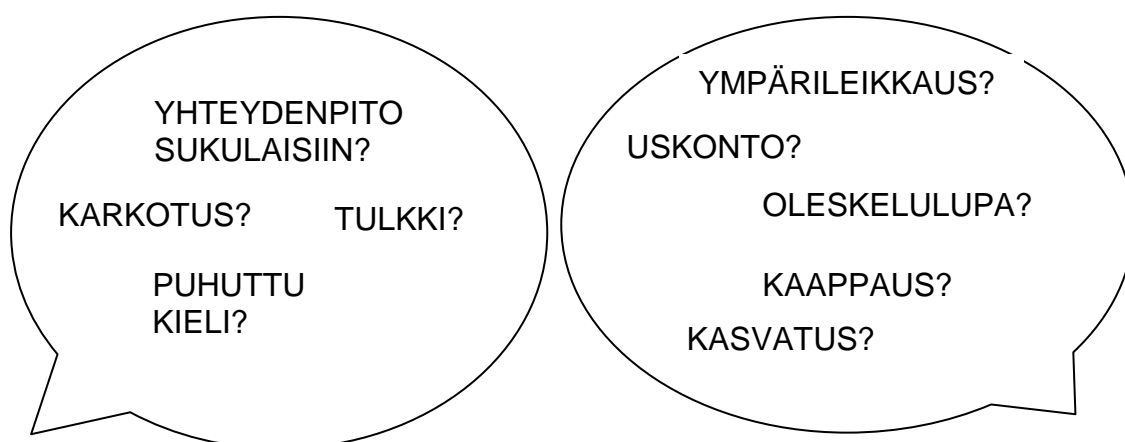 YHTEYDENPITO
SUKULAISIIN?
KARKOTUS?
TULKKI?
PUHUTTU
KIELI?
YMPÄRILEIKKAUS?
USKONTO?
OLESKELULUPA?
KAAPPAUS?
KASVATUS?